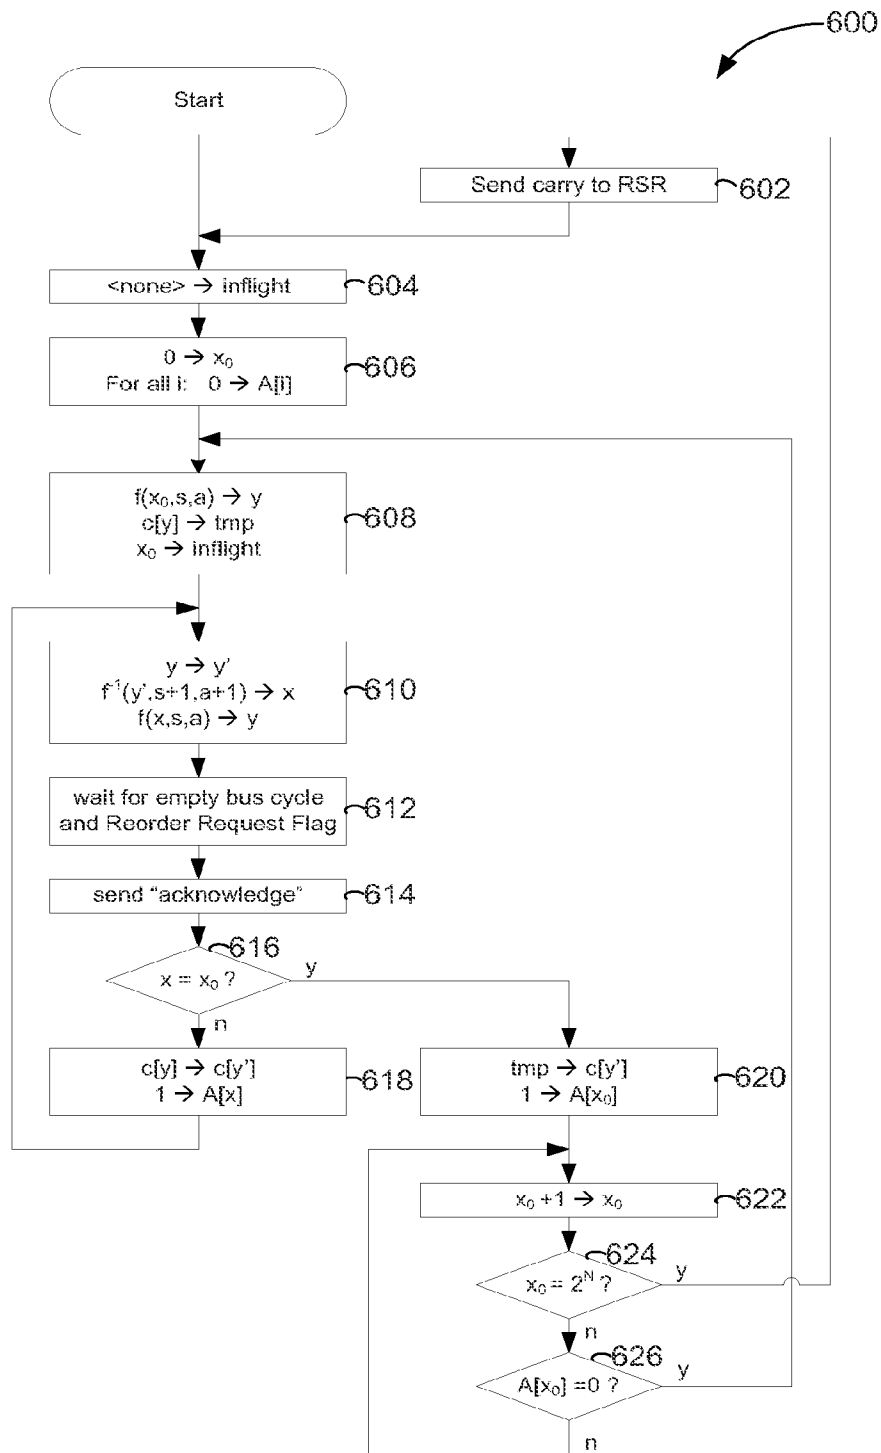 600
Start
Send carry to RSR
602
<none> → inflight
604
0 → x₀
For all i: 0 → A[i]
606
f(x₀,s,a) → y
c[y] → tmp
x₀ → inflight
608
y → y'
f⁻¹(y',s+1,a+1) → x
f(x,s,a) → y
610
wait for empty bus cycle
and Reorder Request Flag
612
send “acknowledge”
614
616
x = x₀ ?
y
n
c[y] → c[y']
1 → A[x]
618
tmp → c[y']
1 → A[x₀]
620
x₀ +1 → x₀
622
624
x₀ = 2ᴺ ?
y
n
626
A[x₀] =0 ?
y
n